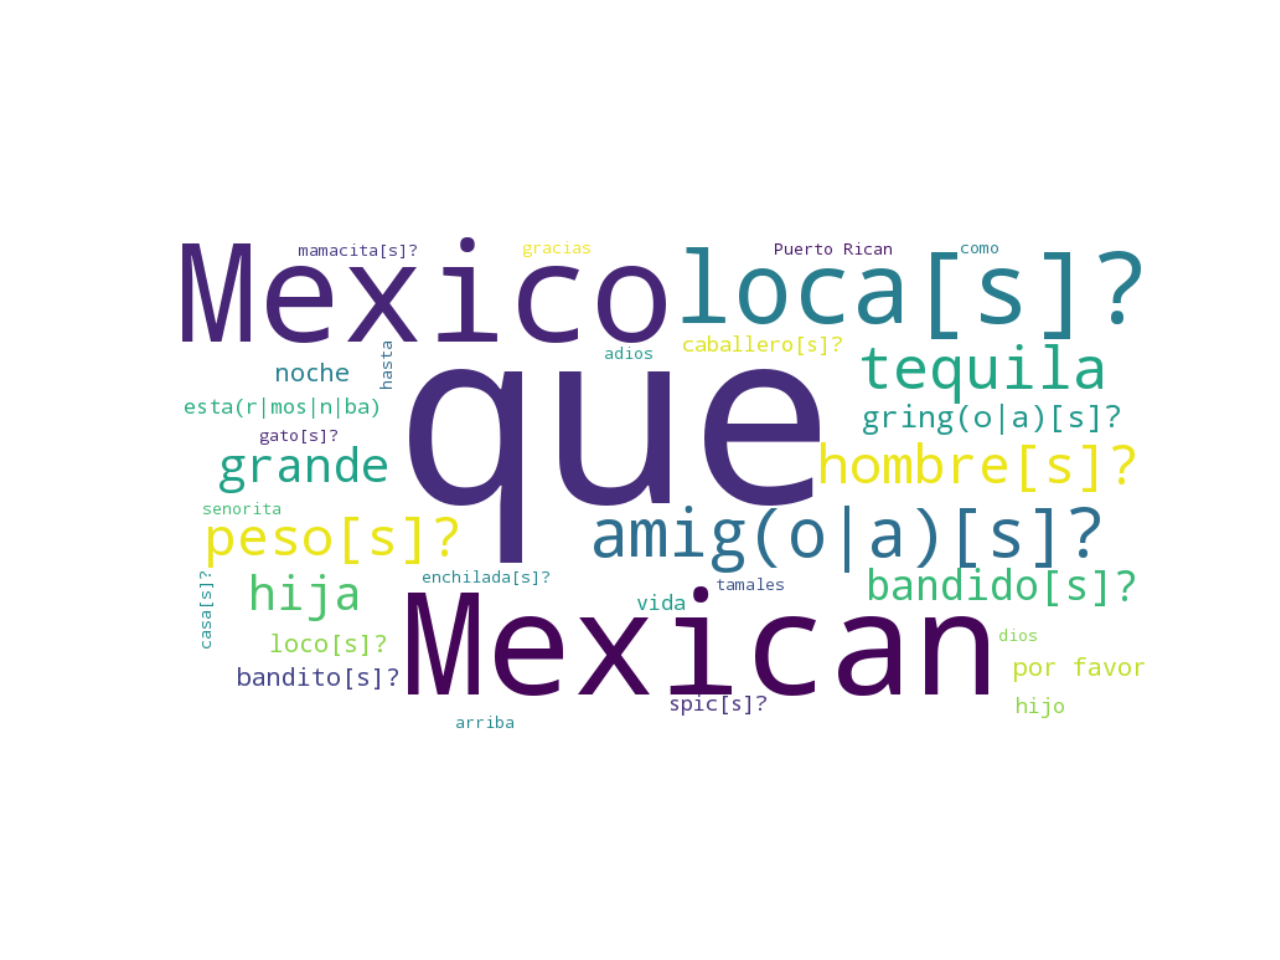 mamacita[s]?
gracias
Puerto Rican
como
Mexico
loca[s]?
hasta
adios
caballero[s]?
noche
tequila
esta(r|mos|n|ba)
que
gring(o|a)[s]?
gato[s]?
grande
hombre[s]?
senorita
peso[s]?
amig(o|a)[s]?
casa[s]?
hija
enchilada[s]?
vida
tamales
bandido[s]?
loco[s]?
bandito[s]?
Mexican
dios
por favor
spic[s]?
hijo
arriba